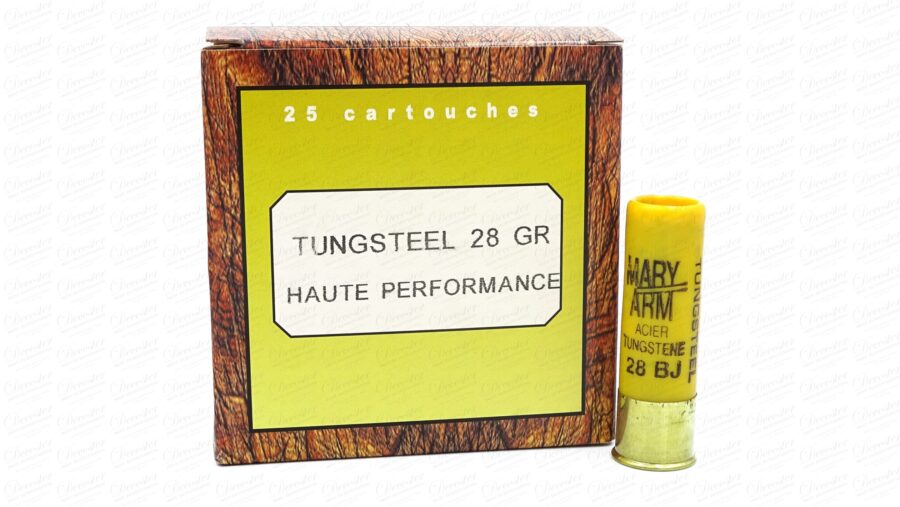 25 cartouches
TUNGSTEEL 28 GR
HAUTE PERFORMANCE
MARY
ARM
ACIER
TUNGSTENE
28 BJ
TUNGSTEEL